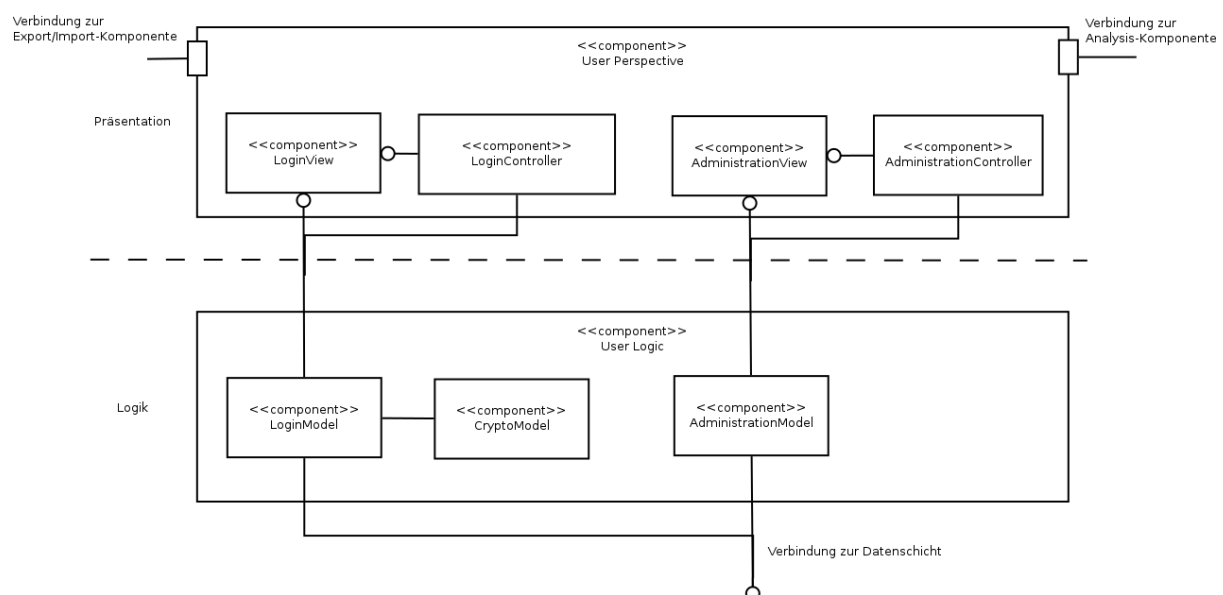 Verbindung zur
Export/Import-Komponente
Verbindung zur
Analysis-Komponente
<<component>>
User Perspective
Präsentation
<<component>>
LoginView
<<component>>
LoginController
<<component>>
AdministrationView
<<component>>
AdministrationController
<<component>>
User Logic
Logik
<<component>>
LoginModel
<<component>>
CryptoModel
<<component>>
AdministrationModel
Verbindung zur Datenschicht